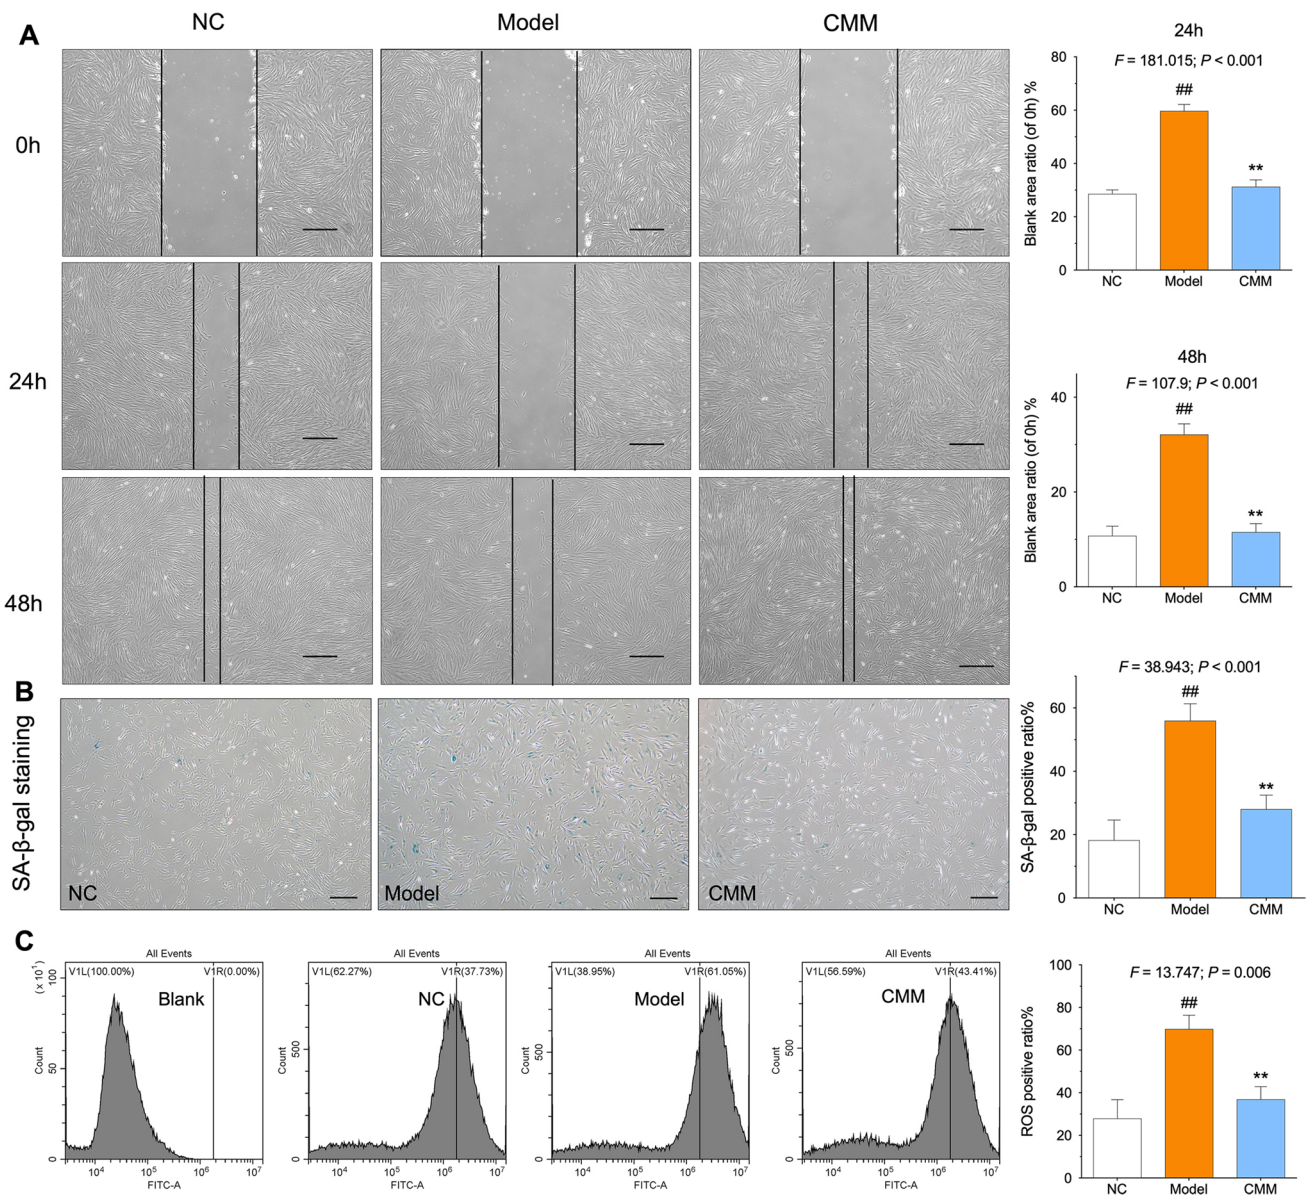 A
NC
Model
CMM
0h
24h
48h
24h
F = 181.015; P < 0.001
Blank area ratio (of 0h) %
80
60
40
20
0
##
**
NC
Model
CMM
48h
F = 107.9; P < 0.001
Blank area ratio (of 0h) %
40
20
0
##
**
NC
Model
CMM
B
SA-β-gal staining
NC
Model
CMM
F = 38.943; P < 0.001
SA-β-gal positive ratio%
60
40
20
0
##
**
NC
Model
CMM
C
All Events
V1L(100.00%)
V1R(0.00%)
Blank
(x 10¹)
Count
100
50
0
10⁴
10⁵
10⁶
10⁷
FITC-A
All Events
V1L(62.27%)
V1R(37.73%)
NC
Count
500
0
10⁴
10⁵
10⁶
10⁷
FITC-A
All Events
V1L(38.95%)
V1R(61.05%)
Model
Count
500
0
10⁴
10⁵
10⁶
10⁷
FITC-A
All Events
V1L(56.59%)
V1R(43.41%)
CMM
Count
500
0
10⁴
10⁵
10⁶
10⁷
FITC-A
F = 13.747; P = 0.006
ROS positive ratio%
100
80
60
40
20
0
##
**
NC
Model
CMM